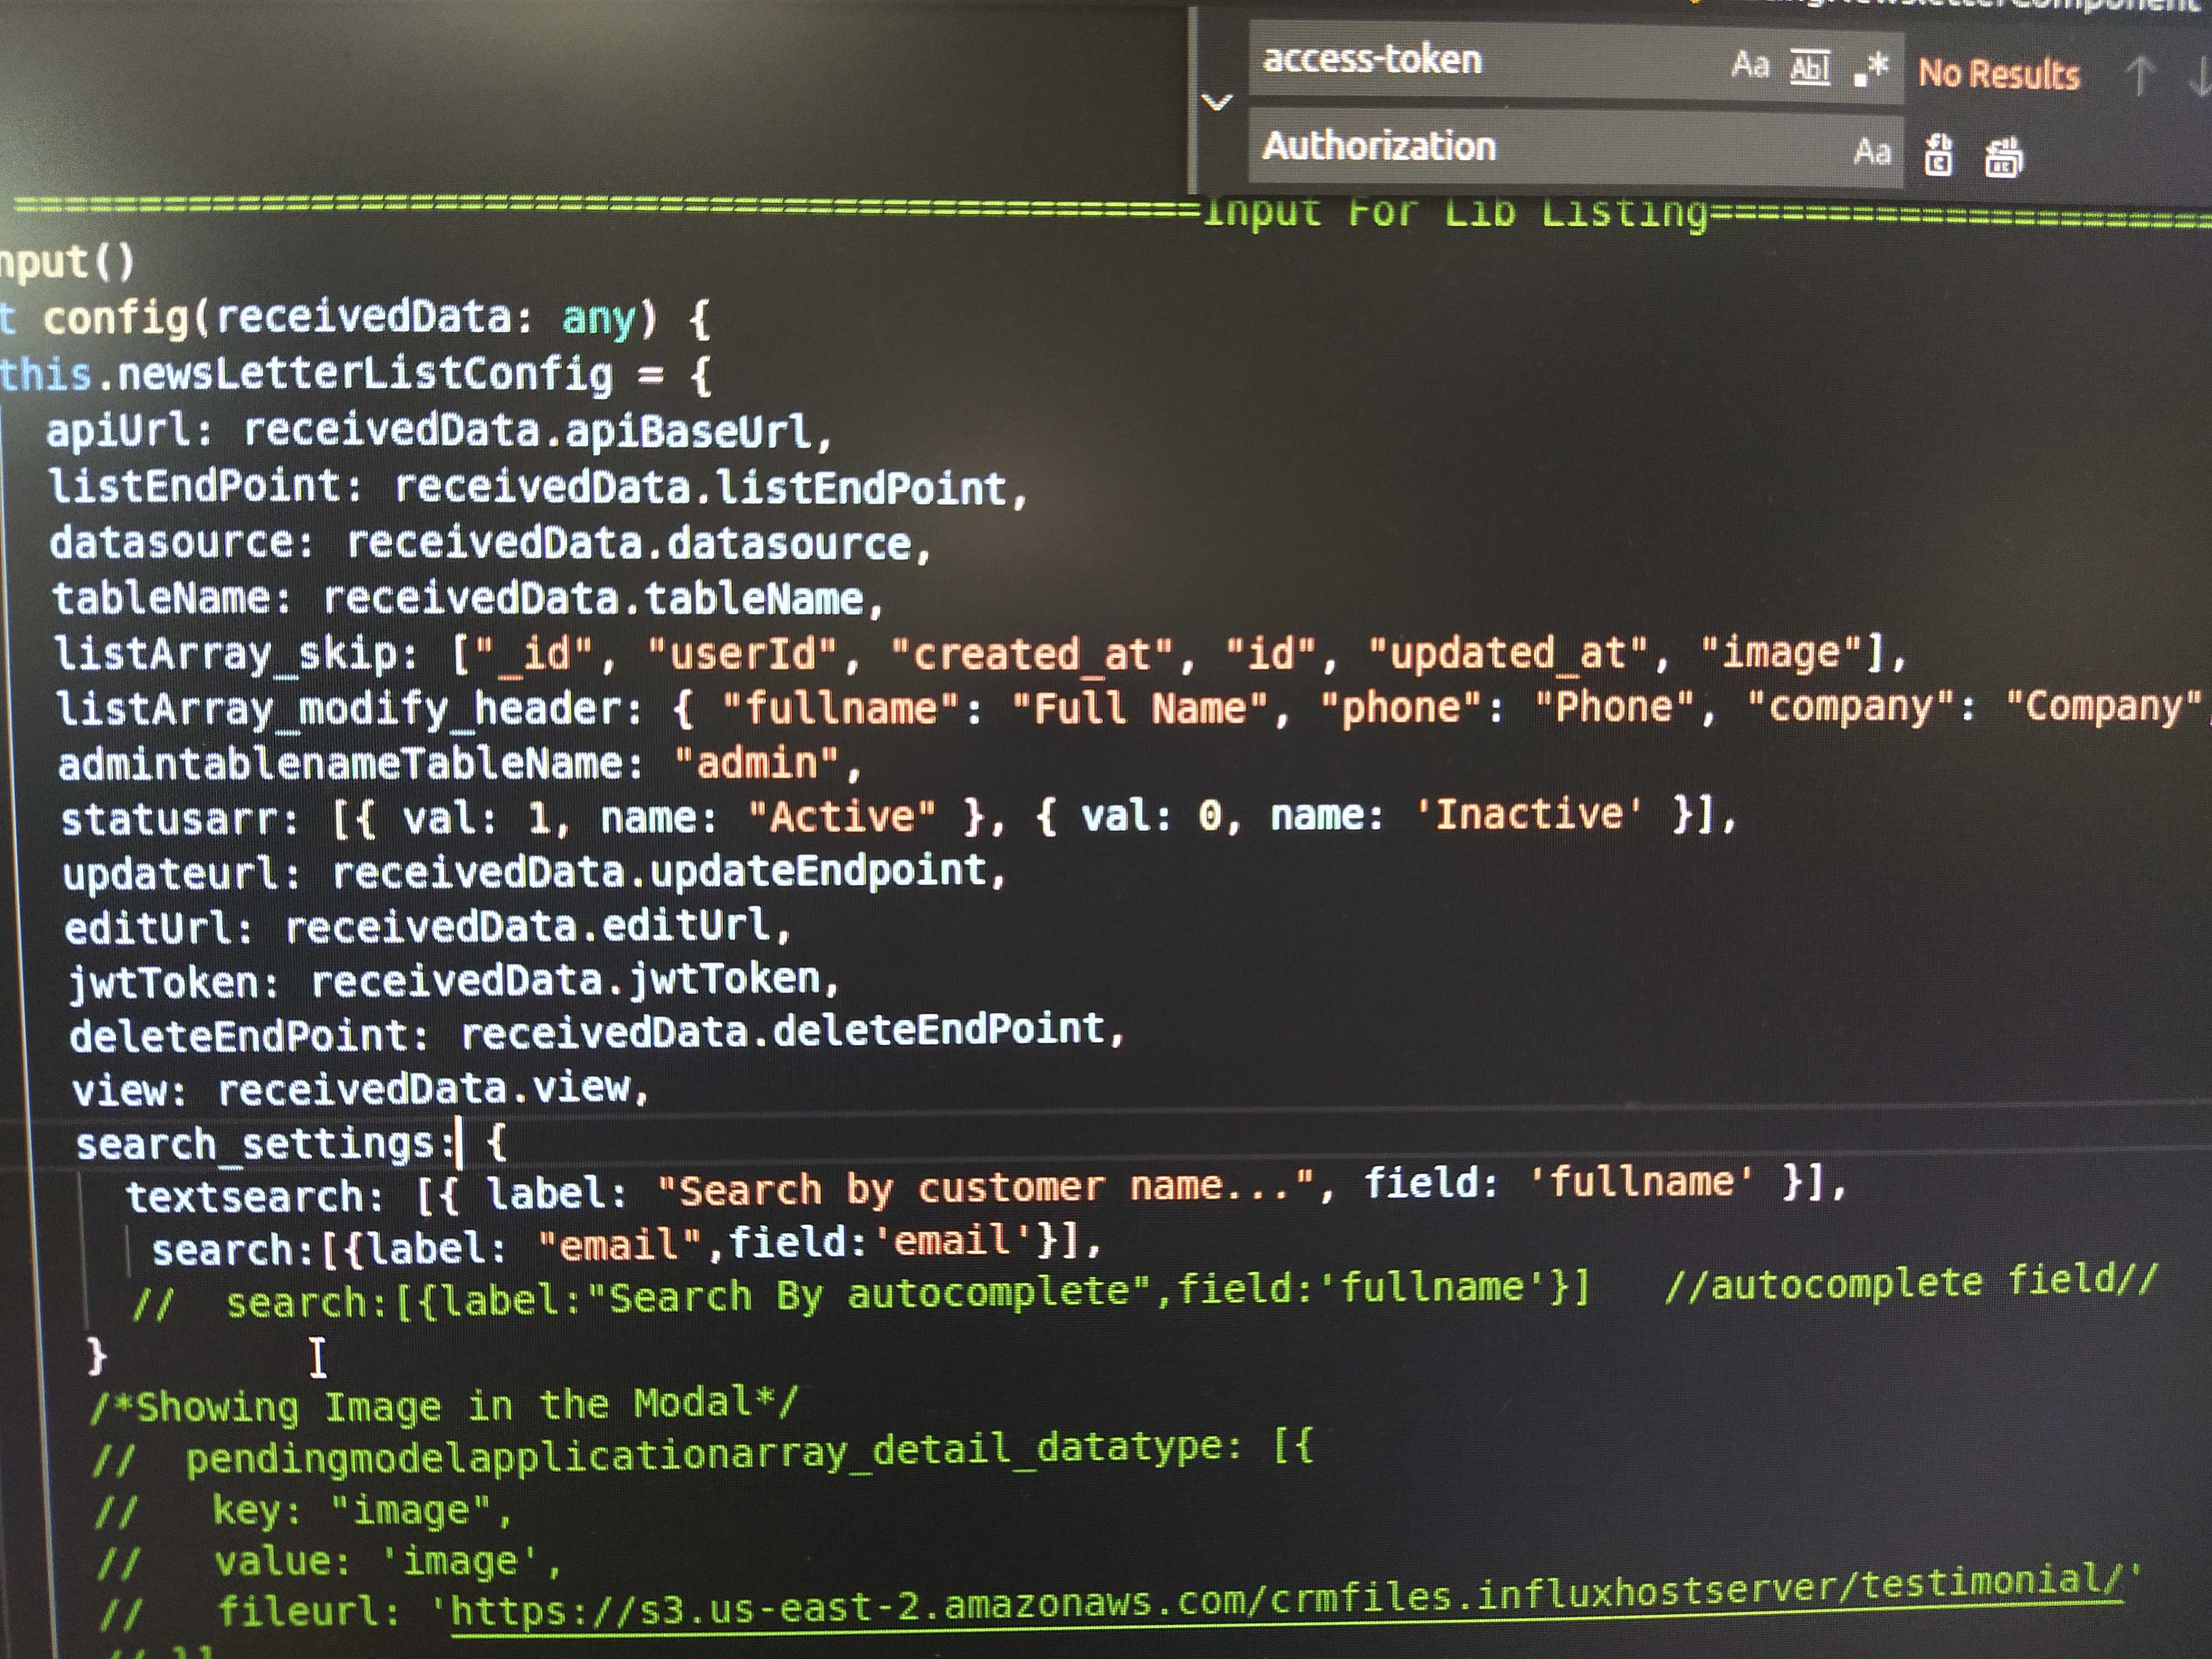 access-token Aa Abl .* No Results
Authorization Aa
=Input For Lib Listing=
nput()
t config(receivedData: any) {
this.newsLetterListConfig = {
apiUrl: receivedData.apiBaseUrl,
listEndPoint: receivedData.listEndPoint,
datasource: receivedData.datasource,
tableName: receivedData.tableName,
listArray_skip: ["_id", "userId", "created_at", "id", "updated_at", "image"],
listArray_modify_header: { "fullname": "Full Name", "phone": "Phone", "company": "Company"
admintablenameTableName: "admin",
statusarr: [{ val: 1, name: "Active" }, { val: 0, name: 'Inactive' }],
updateurl: receivedData.updateEndpoint,
editUrl: receivedData.editUrl,
jwtToken: receivedData.jwtToken,
deleteEndPoint: receivedData.deleteEndPoint,
view: receivedData.view,
search_settings: {
textsearch: [{ label: "Search by customer name...", field: 'fullname' }],
search:[{label: "email",field:'email'}],
// search:[{label:"Search By autocomplete",field:'fullname'}] //autocomplete field//
}
/*Showing Image in the Modal*/
// pendingmodelapplicationarray_detail_datatype: [{
// key: "image",
// value: 'image',
// fileurl: 'https://s3.us-east-2.amazonaws.com/crmfiles.influxhostserver/testimonial/'